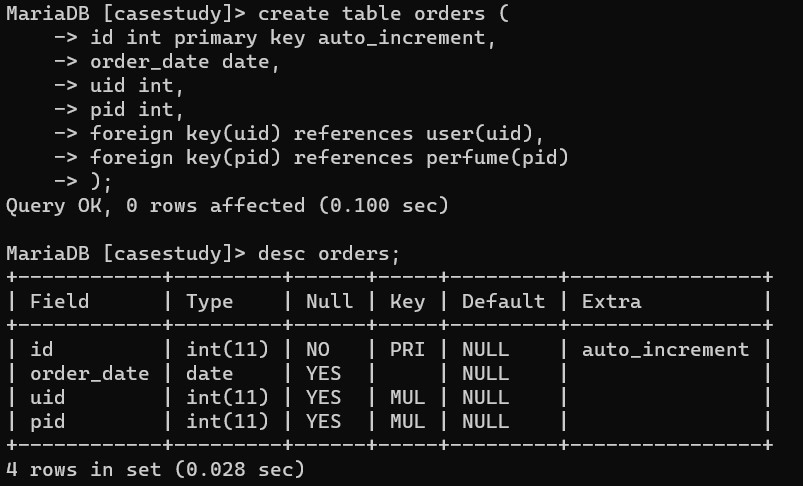 MariaDB [casestudy]> create table orders (
    -> id int primary key auto_increment,
    -> order_date date,
    -> uid int,
    -> pid int,
    -> foreign key(uid) references user(uid),
    -> foreign key(pid) references perfume(pid)
    -> );
Query OK, 0 rows affected (0.100 sec)

MariaDB [casestudy]> desc orders;
+------------+---------+------+-----+---------+----------------+
| Field      | Type    | Null | Key | Default | Extra          |
+------------+---------+------+-----+---------+----------------+
| id         | int(11) | NO   | PRI | NULL    | auto_increment |
| order_date | date    | YES  |     | NULL    |                |
| uid        | int(11) | YES  | MUL | NULL    |                |
| pid        | int(11) | YES  | MUL | NULL    |                |
+------------+---------+------+-----+---------+----------------+
4 rows in set (0.028 sec)